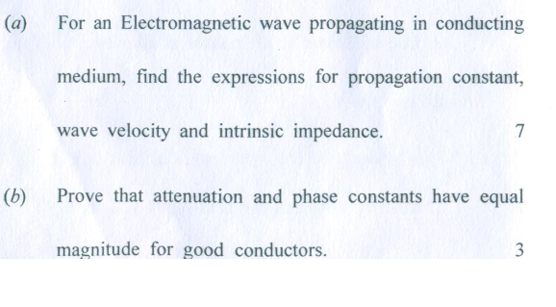 (a) For an Electromagnetic wave propagating in conducting
medium, find the expressions for propagation constant,
wave velocity and intrinsic impedance. 7
(b) Prove that attenuation and phase constants have equal
magnitude for good conductors. 3